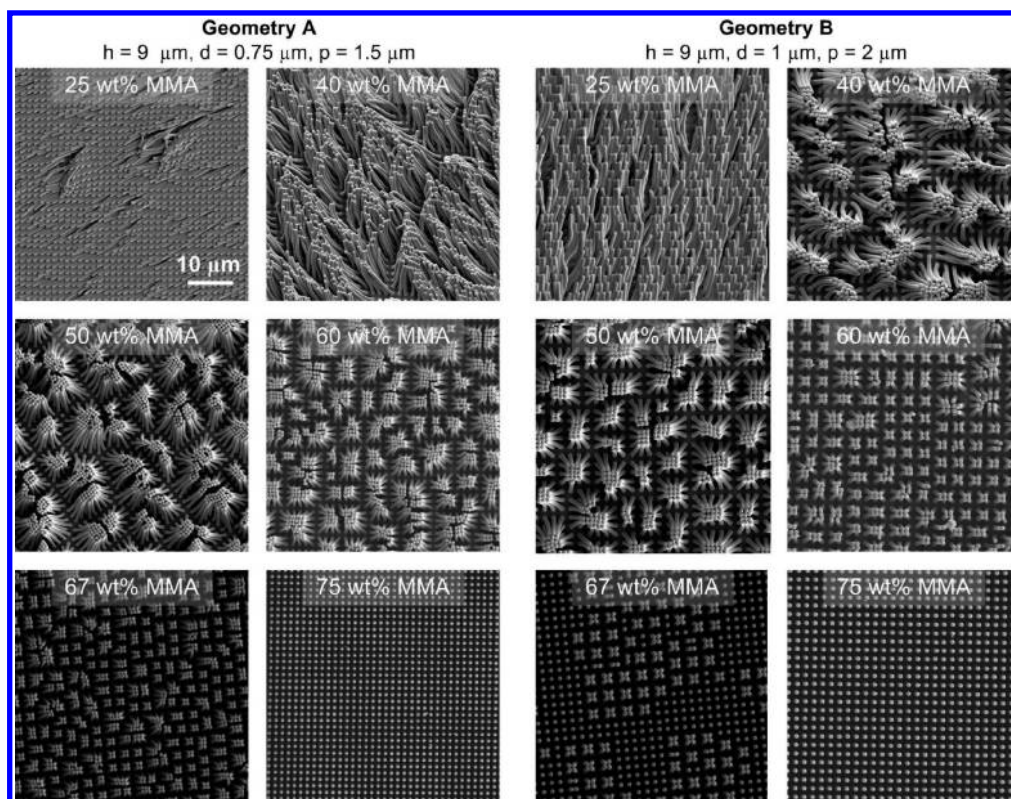 Geometry A
h = 9 μm, d = 0.75 μm, p = 1.5 μm
25 wt% MMA
40 wt% MMA
10 μm
50 wt% MMA
60 wt% MMA
67 wt% MMA
75 wt% MMA
Geometry B
h = 9 μm, d = 1 μm, p = 2 μm
25 wt% MMA
40 wt% MMA
50 wt% MMA
60 wt% MMA
67 wt% MMA
75 wt% MMA